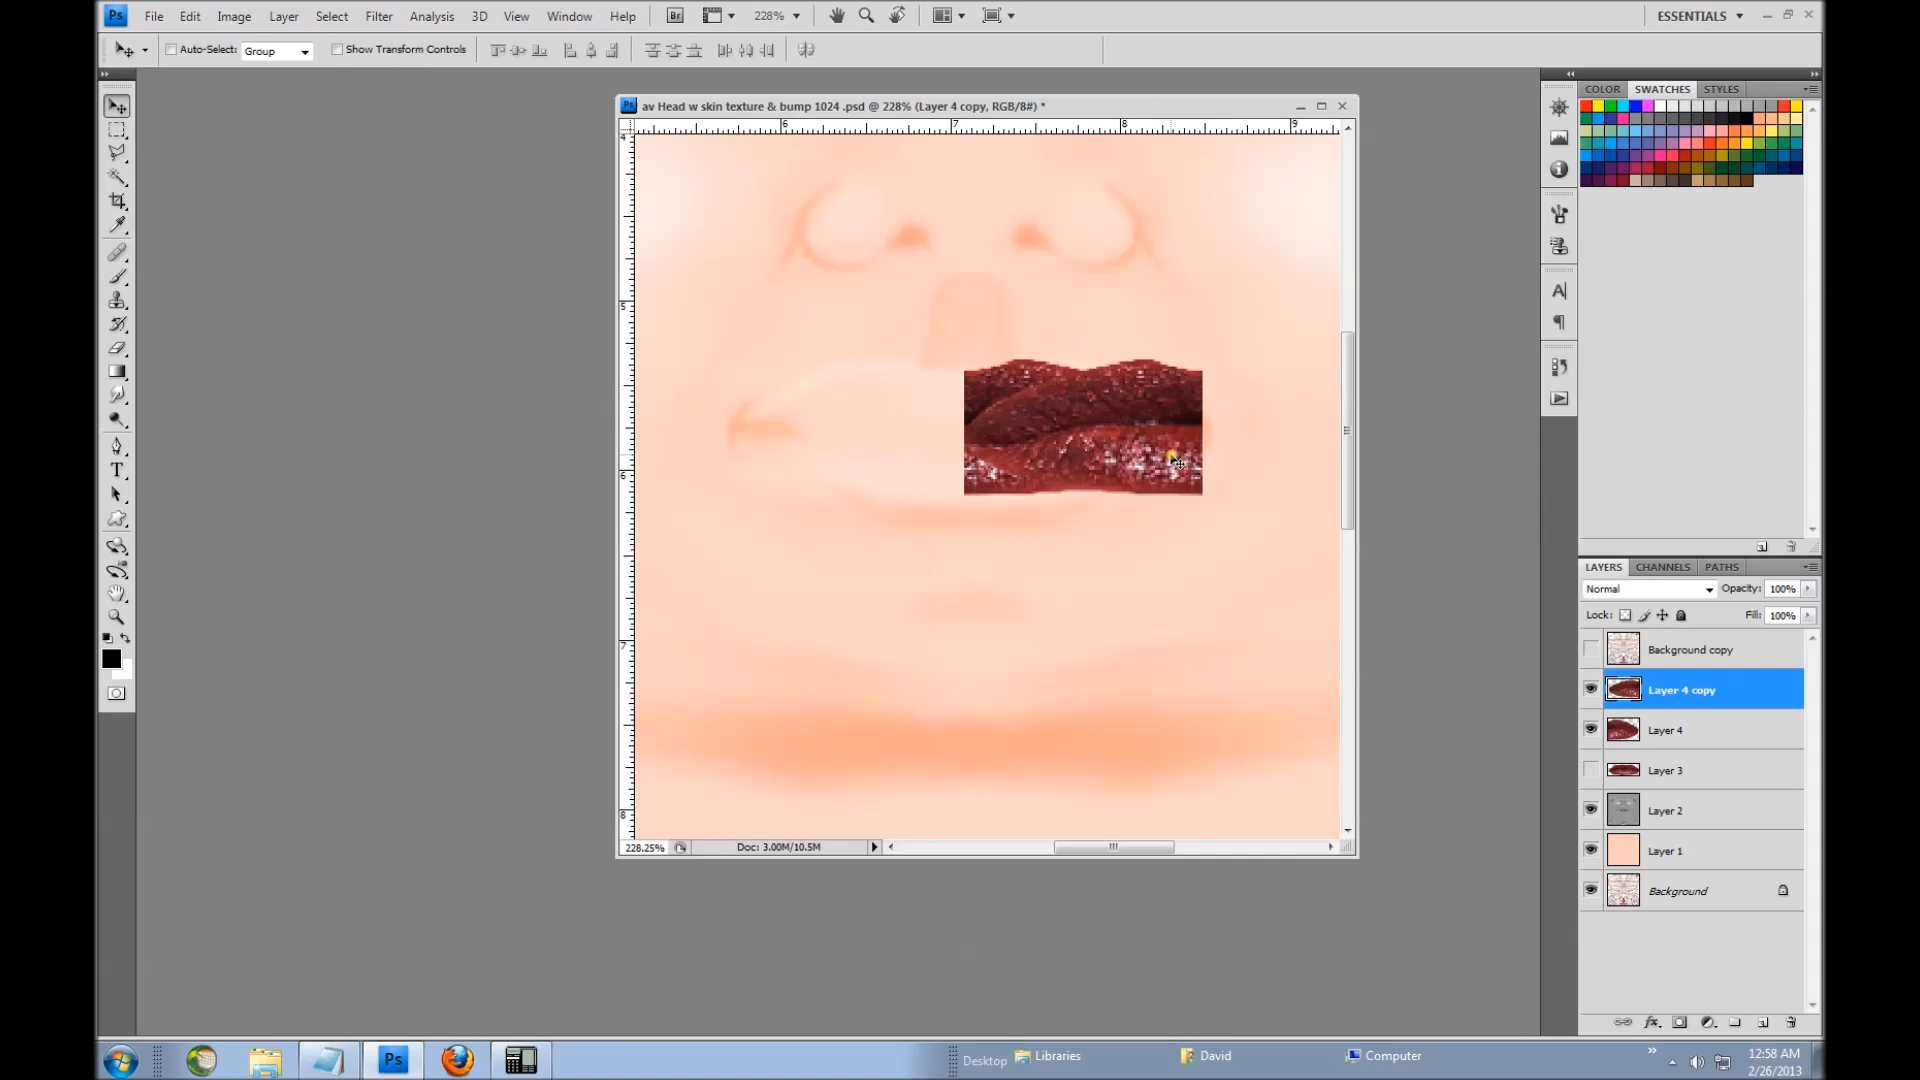 Ps File Edit Image Layer Select Filter Analysis 3D View Window Help Br 228% ESSENTIALS
Auto-Select: Group Show Transform Controls
Ps av Head w skin texture & bump 1024 .psd @ 228% (Layer 4 copy, RGB/8#) *
6 7 8 9
4
5
6
7
8
228.25% Doc: 3.00M/10.5M
COLOR SWATCHES STYLES
LAYERS CHANNELS PATHS
Normal Opacity: 100%
Lock: Fill: 100%
Background copy
Layer 4 copy
Layer 4
Layer 3
Layer 2
Layer 1
Background
Ps Desktop Libraries David Computer
12:58 AM
2/26/2013